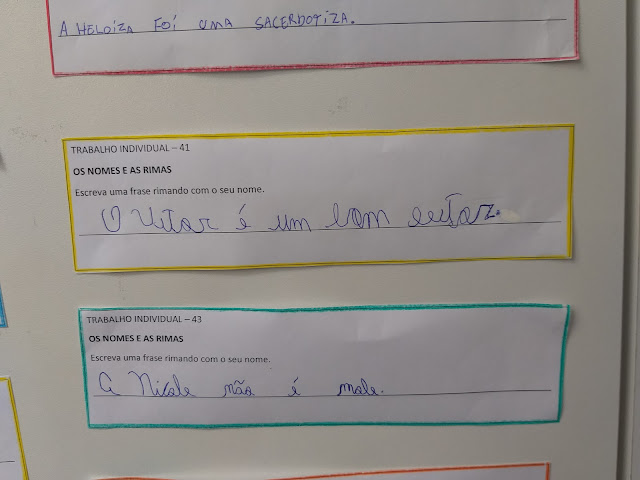 A HELOIZA FOI UMA SACERDOTIZA.
TRABALHO INDIVIDUAL – 41
OS NOMES E AS RIMAS
Escreva uma frase rimando com o seu nome.
O Vitor é um bom
TRABALHO INDIVIDUAL – 43
OS NOMES E AS RIMAS
Escreva uma frase rimando com o seu nome.
A Nicole não é mole.